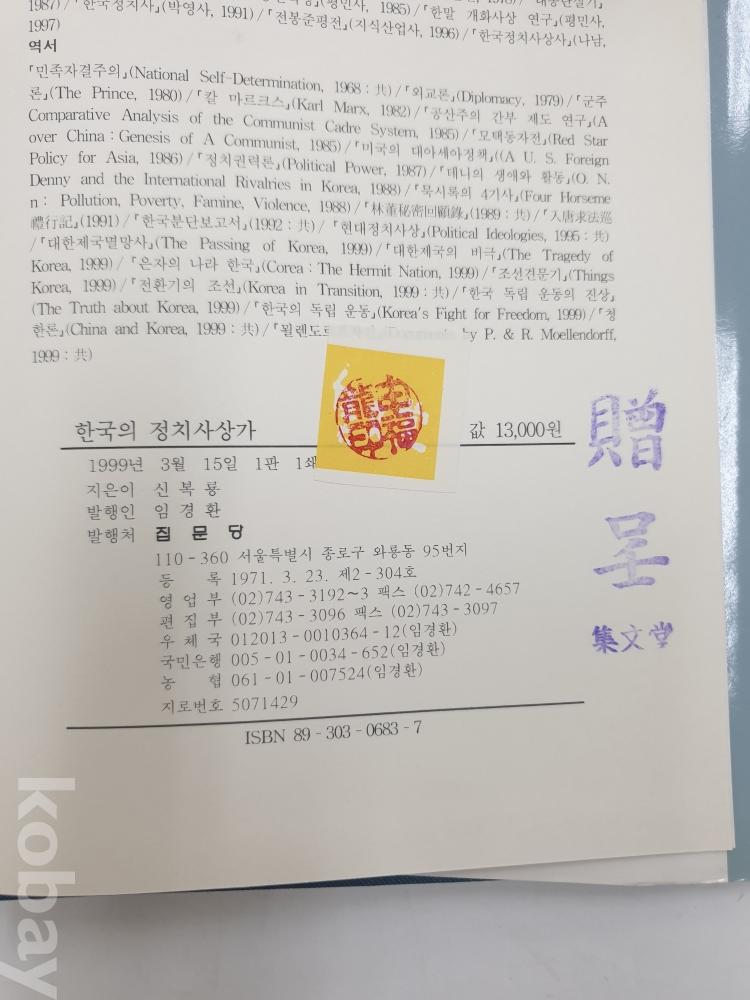 1987)/「한국정치사」(박영사, 1991)/「전봉준평전」(지식산업사, 1996)/「한국정치사상사」(나남,
1985)/「한말 개화사상 연구」(평민사,
1997)
역서
「민족자결주의」(National Self-Determination, 1968 : 共)/「외교론」(Diplomacy, 1979)/「군주
론」(The Prince, 1980)/「칼 마르크스」(Karl Marx, 1982)/「공산주의 간부 제도 연구」(A
Comparative Analysis of the Communist Cadre System, 1985)/「모택동자전」(Red Star
over China : Genesis of A Communist, 1985)/「미국의 대아세아정책」((A U. S. Foreign
Policy for Asia, 1986)/「정치권력론」(Political Power, 1987)/「데니의 생애와 활동」(O. N.
Denny and the International Rivalries in Korea, 1988)/「묵시록의 4기사」(Four Horseme
n : Pollution, Poverty, Famine, Violence, 1988)/「林董秘密回顧錄」(1989 : 共)/「入唐求法巡
禮行記」(1991)/「한국분단보고서」(1992 : 共)/「현대정치사상」(Political Ideologies, 1995 : 共)
/「대한제국멸망사」(The Passing of Korea, 1999)/「대한제국의 비극」(The Tragedy of
Korea, 1999)/「은자의 나라 한국」(Corea : The Hermit Nation, 1999)/「조선견문기」(Things
Korea, 1999)/「전환기의 조선」(Korea in Transition, 1999 : 共)/「한국 독립 운동의 진상」
(The Truth about Korea, 1999)/「한국의 독립 운동」(Korea's Fight for Freedom, 1999)/「청
한론」(China and Korea, 1999 : 共)/「묄렌도르 by P. & R. Moellendorff,
1999 : 共)
한국의 정치사상가
값 13,000원
1999년 3월 15일 1판 1쇄
지은이 신복룡
발행인 임경환
발행처 집문당
110-360 서울특별시 종로구 와룡동 95번지
등 록 1971. 3. 23. 제2-304호
영업부 (02)743-3192~3 팩스 (02)742-4657
편집부 (02)743-3096 팩스 (02)743-3097
우체국 012013-0010364-12(임경환)
국민은행 005-01-0034-652(임경환)
농 협 061-01-007524(임경환)
지로번호 5071429
ISBN 89-303-0683-7
贈
呈
集文堂
kobay